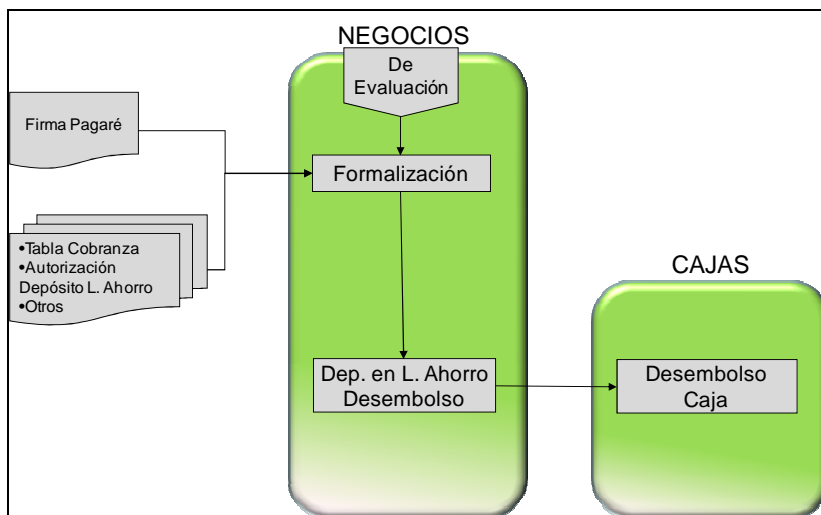 NEGOCIOS
De
Evaluación
Firma Pagaré
Formalización
•Tabla Cobranza
•Autorización
Depósito L. Ahorro
•Otros
CAJAS
Dep. en L. Ahorro
Desembolso
Desembolso
Caja